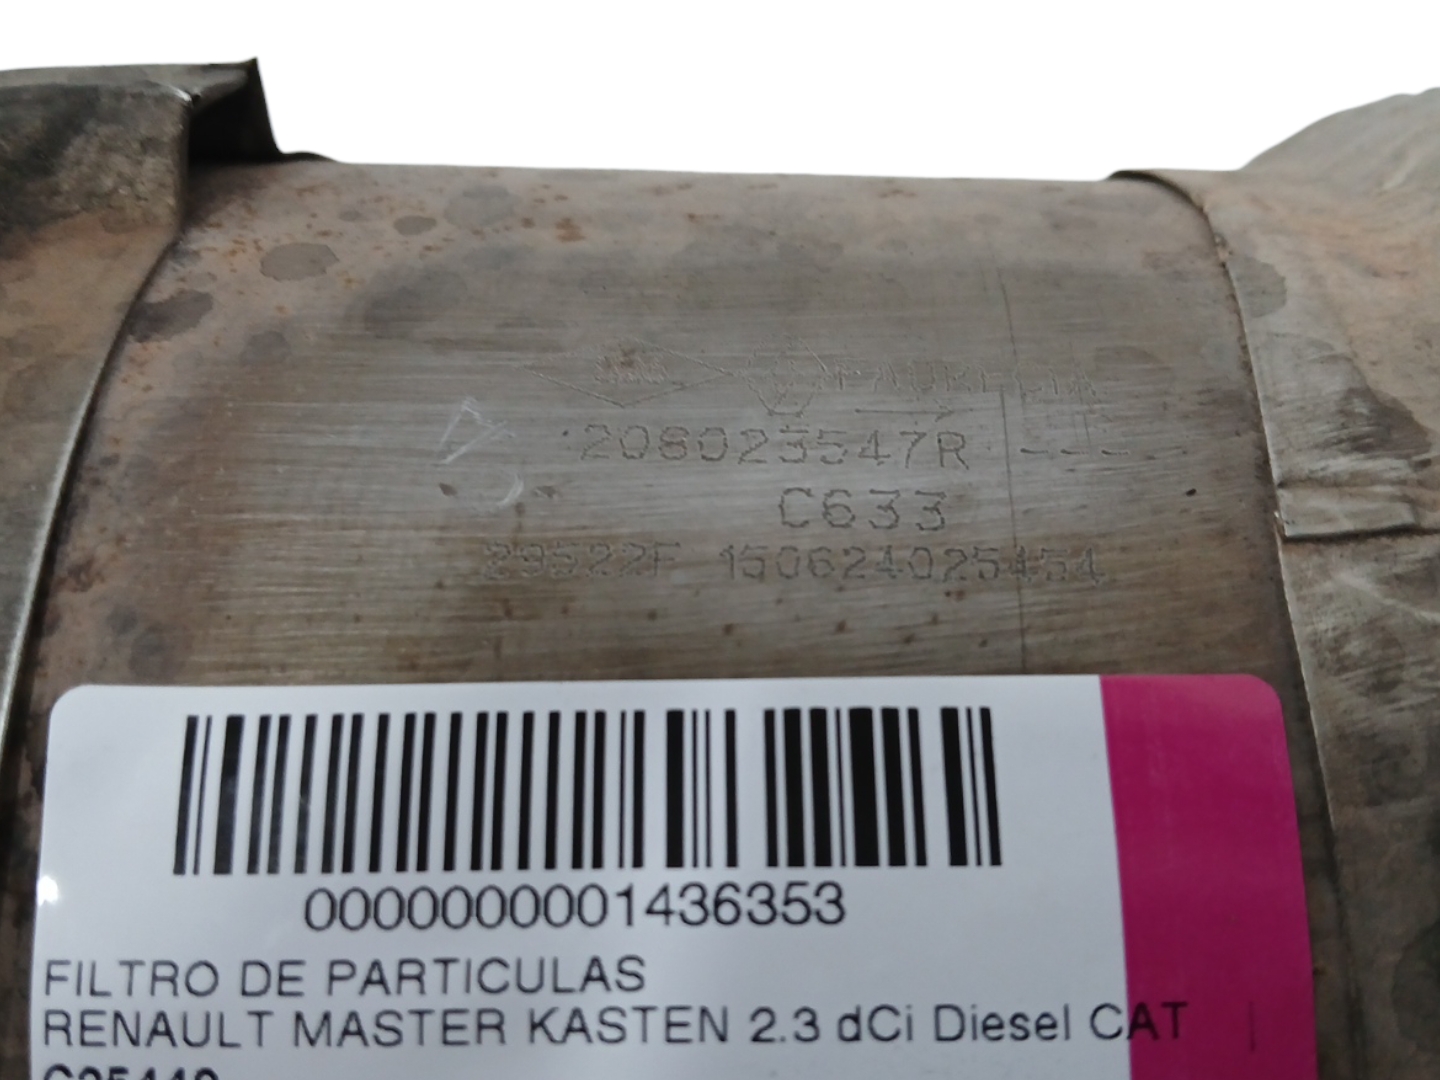 FAURECIA
208023547R ----
C633
29522F 150624025454
0000000001436353
FILTRO DE PARTICULAS
RENAULT MASTER KASTEN 2.3 dCi Diesel CAT